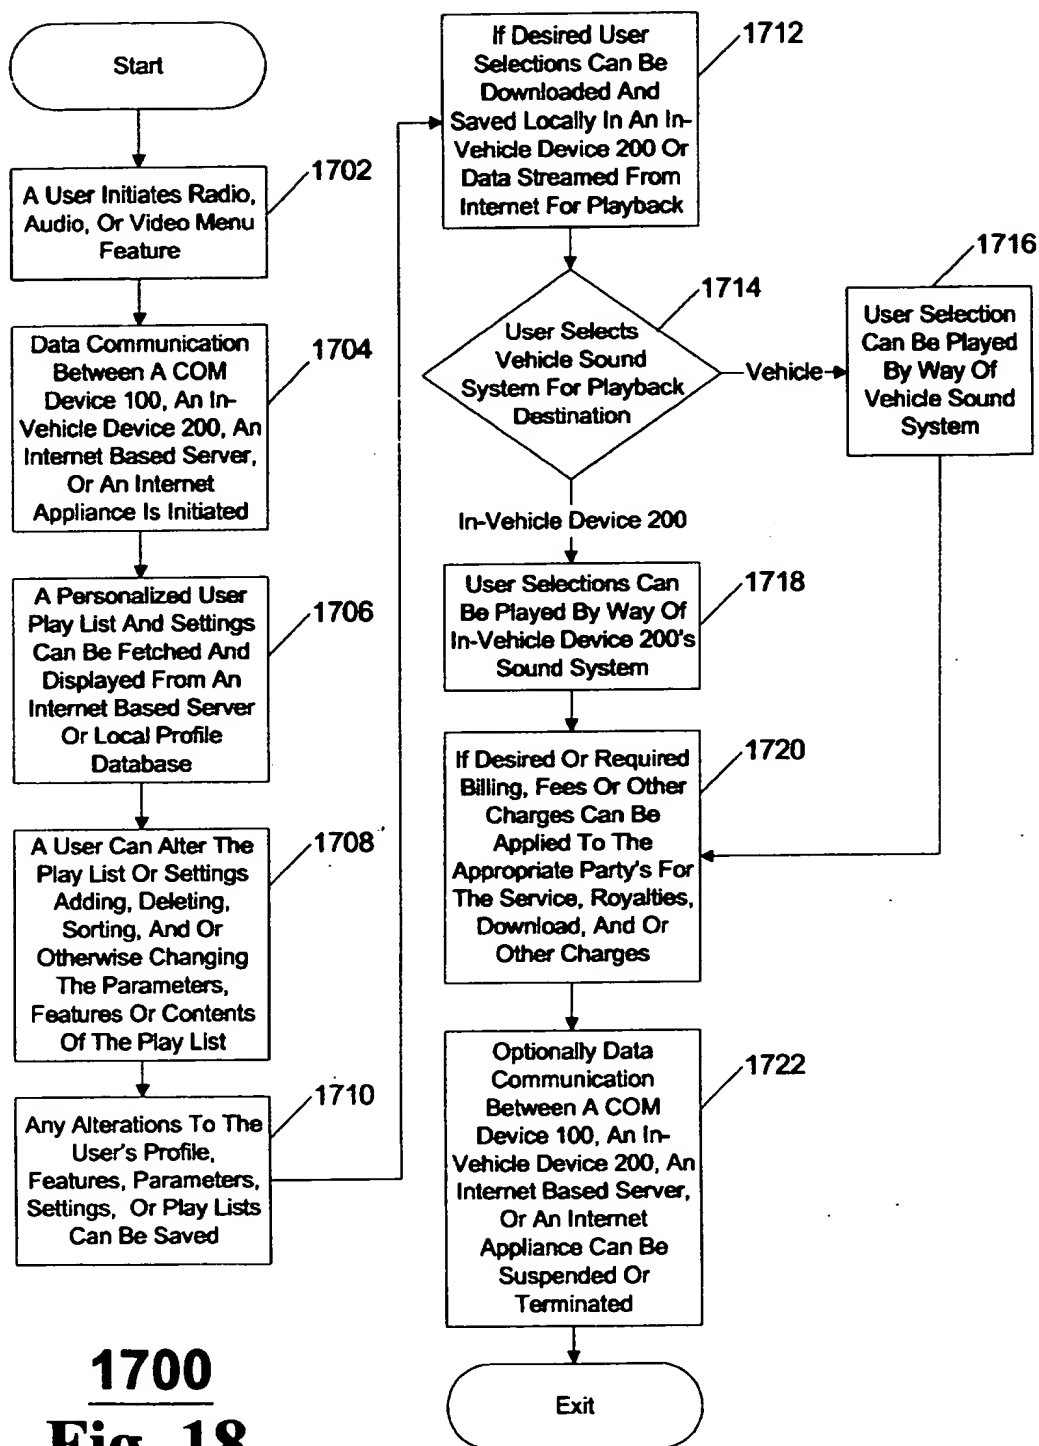 Start
1702
A User Initiates Radio,
Audio, Or Video Menu
Feature
1704
Data Communication
Between A COM
Device 100, An In-
Vehicle Device 200, An
Internet Based Server,
Or An Internet
Appliance Is Initiated
1706
A Personalized User
Play List And Settings
Can Be Fetched And
Displayed From An
Internet Based Server
Or Local Profile
Database
1708
A User Can Alter The
Play List Or Settings
Adding, Deleting,
Sorting, And Or
Otherwise Changing
The Parameters,
Features Or Contents
Of The Play List
1710
Any Alterations To The
User's Profile,
Features, Parameters,
Settings, Or Play Lists
Can Be Saved
1712
If Desired User
Selections Can Be
Downloaded And
Saved Locally In An In-
Vehicle Device 200 Or
Data Streamed From
Internet For Playback
1714
User Selects
Vehicle Sound
System For Playback
Destination
Vehicle
1716
User Selection
Can Be Played
By Way Of
Vehicle Sound
System
In-Vehicle Device 200
1718
User Selections Can
Be Played By Way Of
In-Vehicle Device 200's
Sound System
1720
If Desired Or Required
Billing, Fees Or Other
Charges Can Be
Applied To The
Appropriate Party's For
The Service, Royalties,
Download, And Or
Other Charges
1722
Optionally Data
Communication
Between A COM
Device 100, An In-
Vehicle Device 200, An
Internet Based Server,
Or An Internet
Appliance Can Be
Suspended Or
Terminated
Exit
1700
Fig. 18